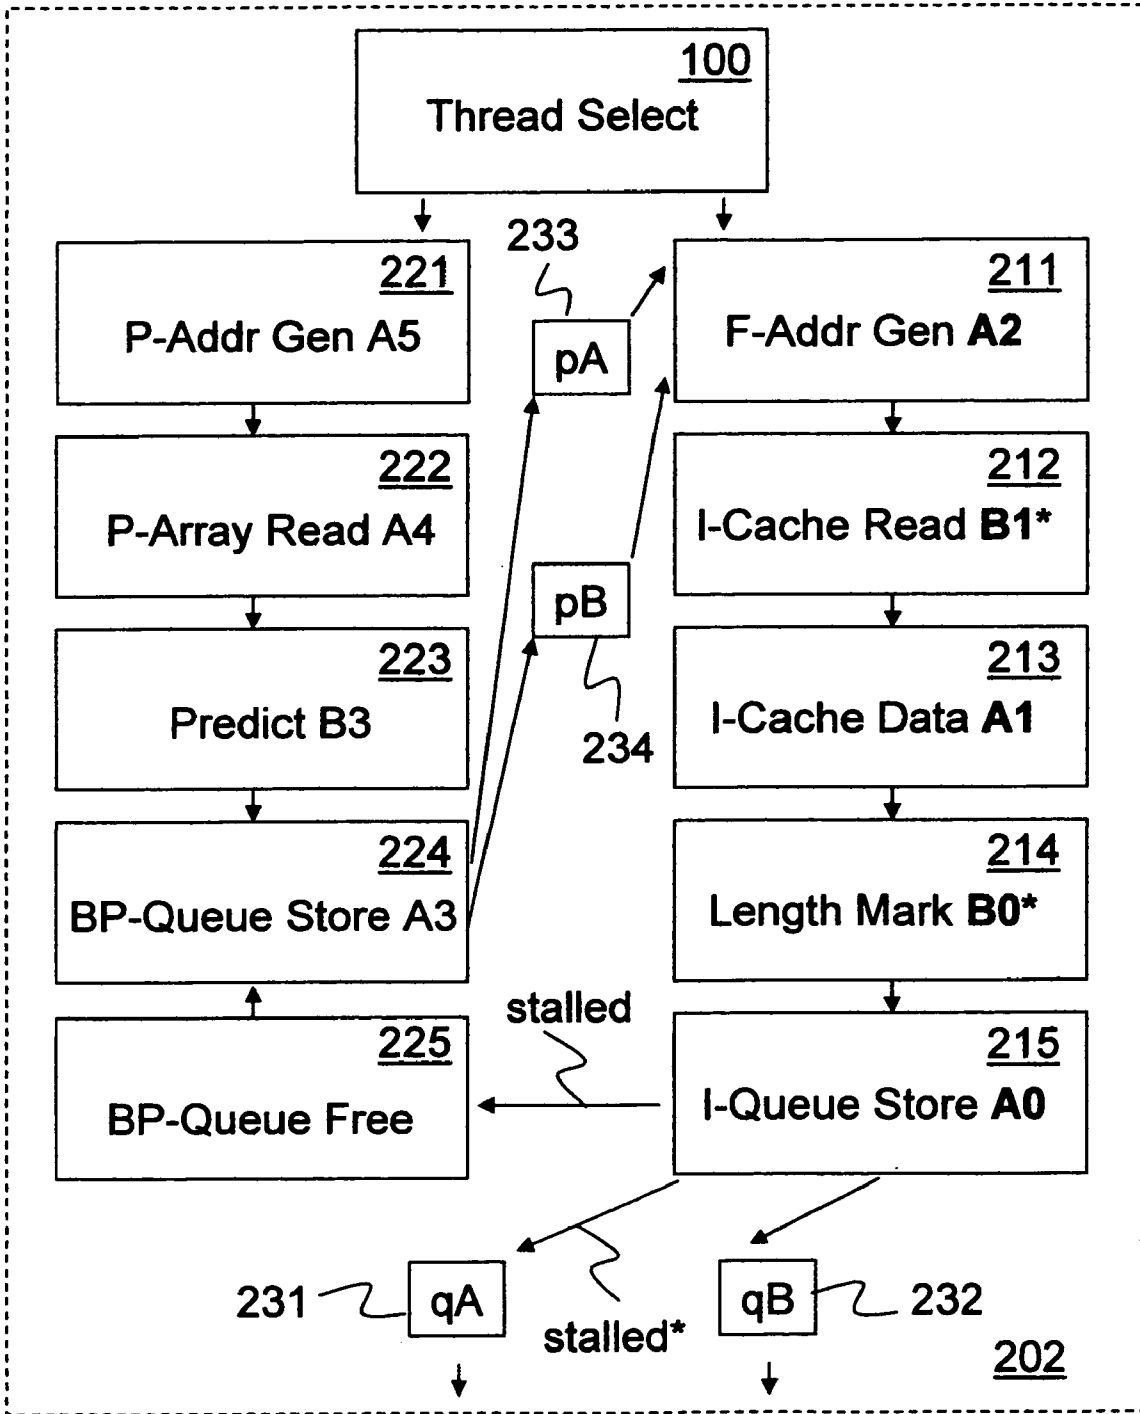 100
Thread Select
233
221
P-Addr Gen A5
pA
211
F-Addr Gen A2
222
P-Array Read A4
212
I-Cache Read B1*
pB
223
Predict B3
234
213
I-Cache Data A1
224
BP-Queue Store A3
214
Length Mark B0*
stalled
225
BP-Queue Free
215
I-Queue Store A0
231
qA
qB
232
stalled*
202